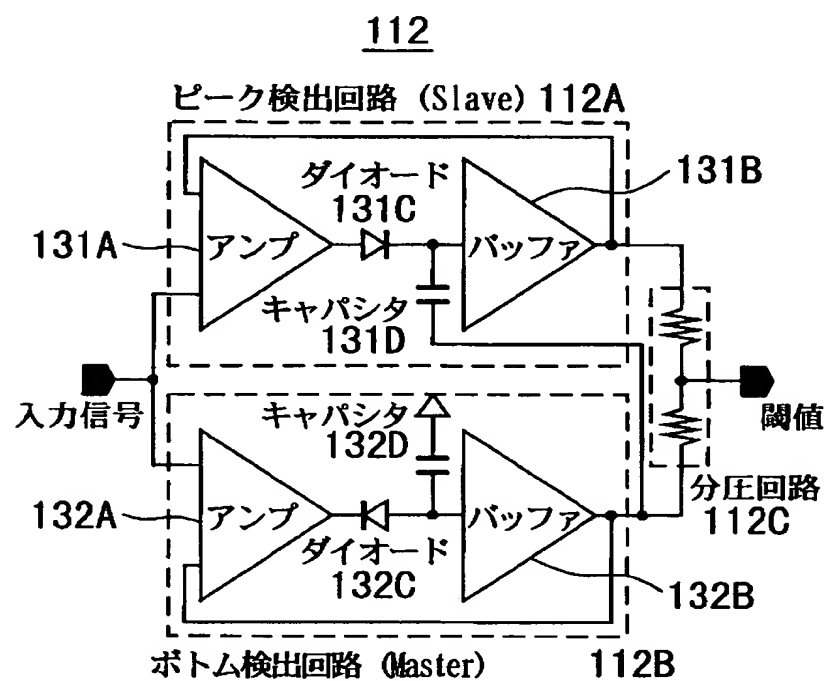 112
ピーク検出回路 (Slave) 112A
ダイオード
131C
131B
131A
アンプ
バッファ
キャパシタ
131D
入力信号
閾値
キャパシタ
132D
分圧回路
112C
132A
アンプ
バッファ
ダイオード
132C
132B
ボトム検出回路 (Master)
112B